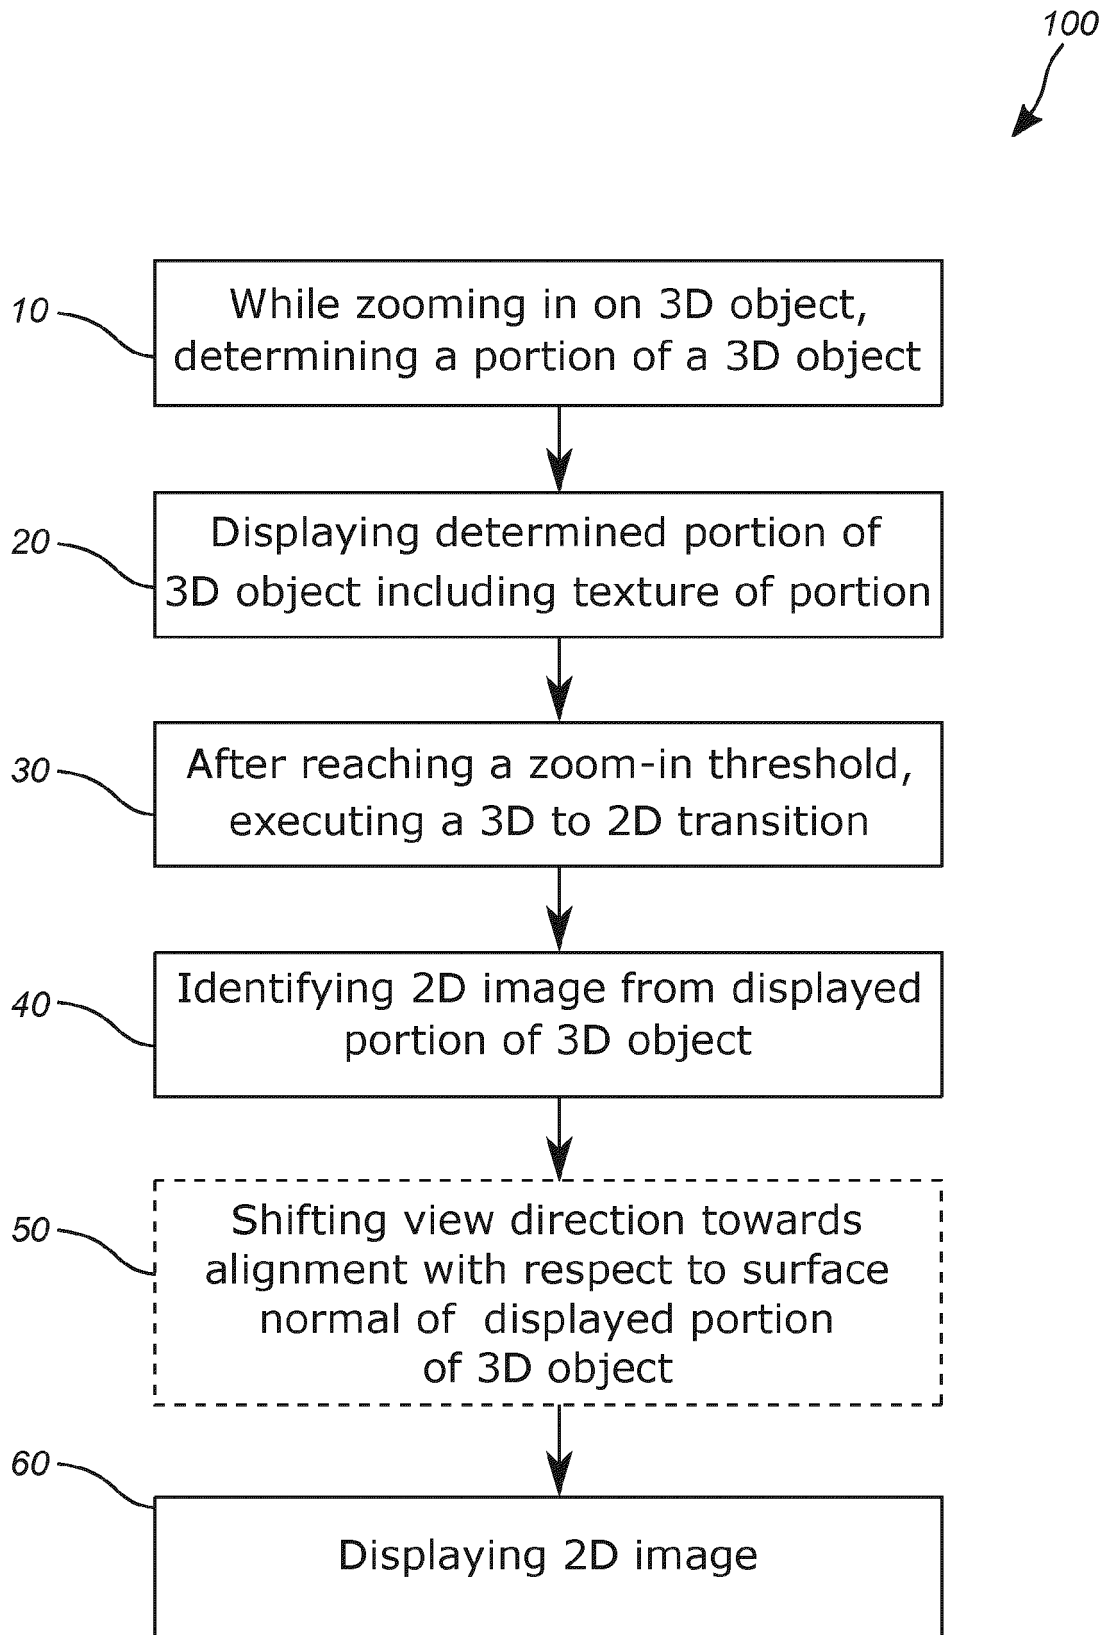 100
10
While zooming in on 3D object,
determining a portion of a 3D object
20
Displaying determined portion of
3D object including texture of portion
30
After reaching a zoom-in threshold,
executing a 3D to 2D transition
40
Identifying 2D image from displayed
portion of 3D object
50
Shifting view direction towards
alignment with respect to surface
normal of displayed portion
of 3D object
60
Displaying 2D image